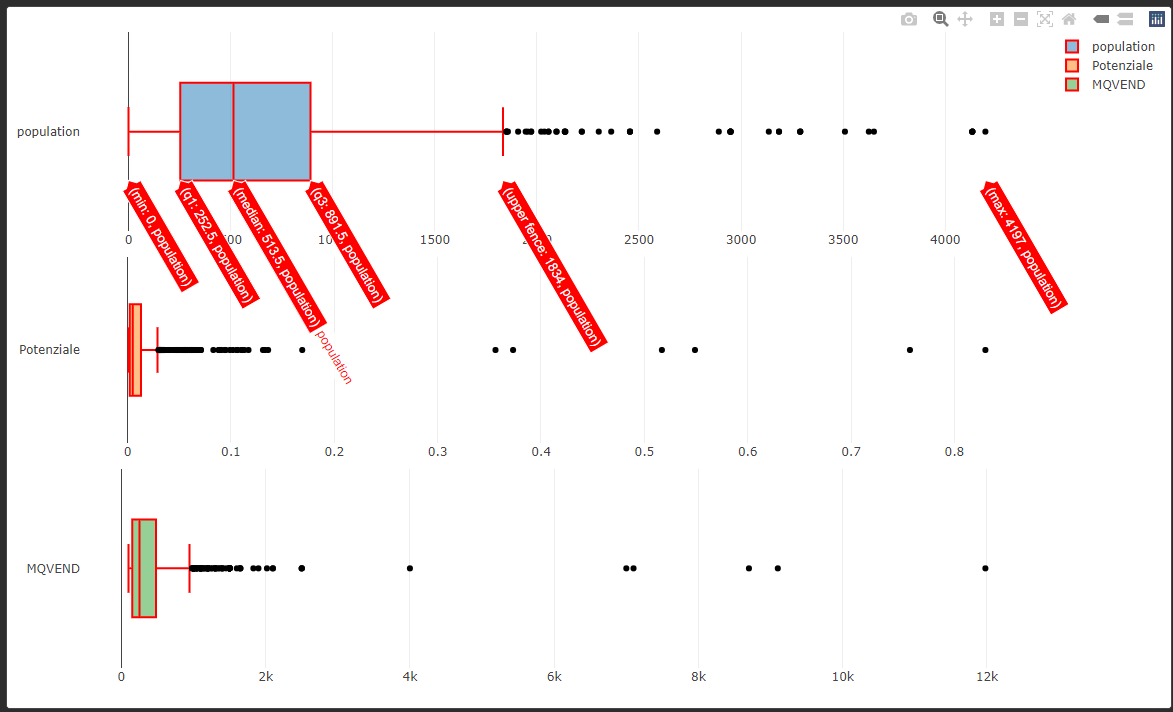 population
Potenziale
MQVEND
population
(min: 0, population)
(q1: 252.5, population)
(median: 513.5, population)
population
(q3: 891.5, population)
(upper fence: 1834, population)
(max: 4197, population)
0 500 1000 1500 2000 2500 3000 3500 4000
Potenziale
0 0.1 0.2 0.3 0.4 0.5 0.6 0.7 0.8
MQVEND
0 2k 4k 6k 8k 10k 12k